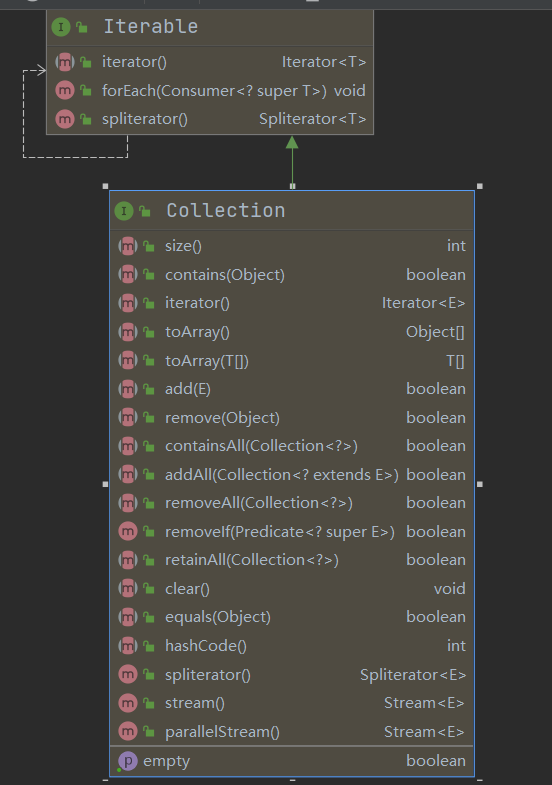 I Iterable
m iterator() Iterator<T>
m forEach(Consumer<? super T>) void
m spliterator() Spliterator<T>
I Collection
m size() int
m contains(Object) boolean
m iterator() Iterator<E>
m toArray() Object[]
m toArray(T[]) T[]
m add(E) boolean
m remove(Object) boolean
m containsAll(Collection<?>) boolean
m addAll(Collection<? extends E>) boolean
m removeAll(Collection<?>) boolean
m removeIf(Predicate<? super E>) boolean
m retainAll(Collection<?>) boolean
m clear() void
m equals(Object) boolean
m hashCode() int
m spliterator() Spliterator<E>
m stream() Stream<E>
m parallelStream() Stream<E>
p empty boolean